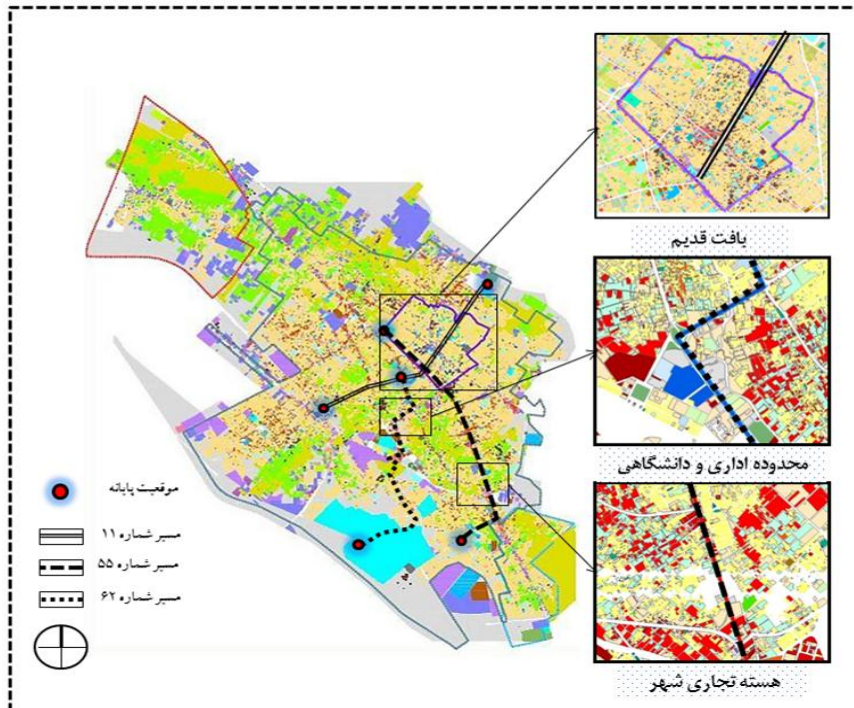 بافت قدیم
محدوده اداری و دانشگاهی
هسته تجاری شهر
موقعیت پایانه
مسیر شماره ۱۱
مسیر شماره ۵۵
مسیر شماره ۶۲